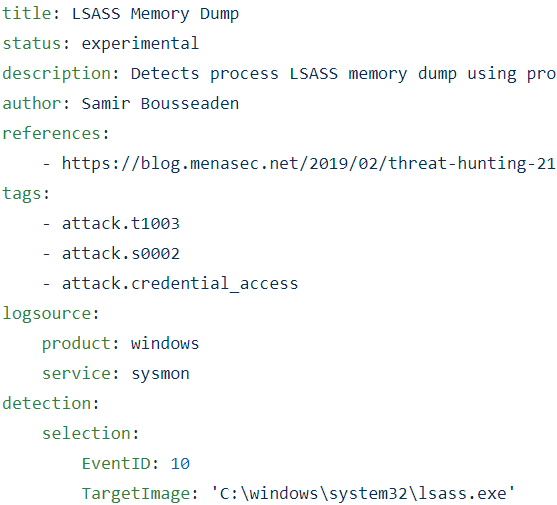 title: LSASS Memory Dump
status: experimental
description: Detects process LSASS memory dump using pro
author: Samir Bousseaden
references:
    - https://blog.menasec.net/2019/02/threat-hunting-21
tags:
    - attack.t1003
    - attack.s0002
    - attack.credential_access
logsource:
    product: windows
    service: sysmon
detection:
    selection:
        EventID: 10
        TargetImage: 'C:\windows\system32\lsass.exe'